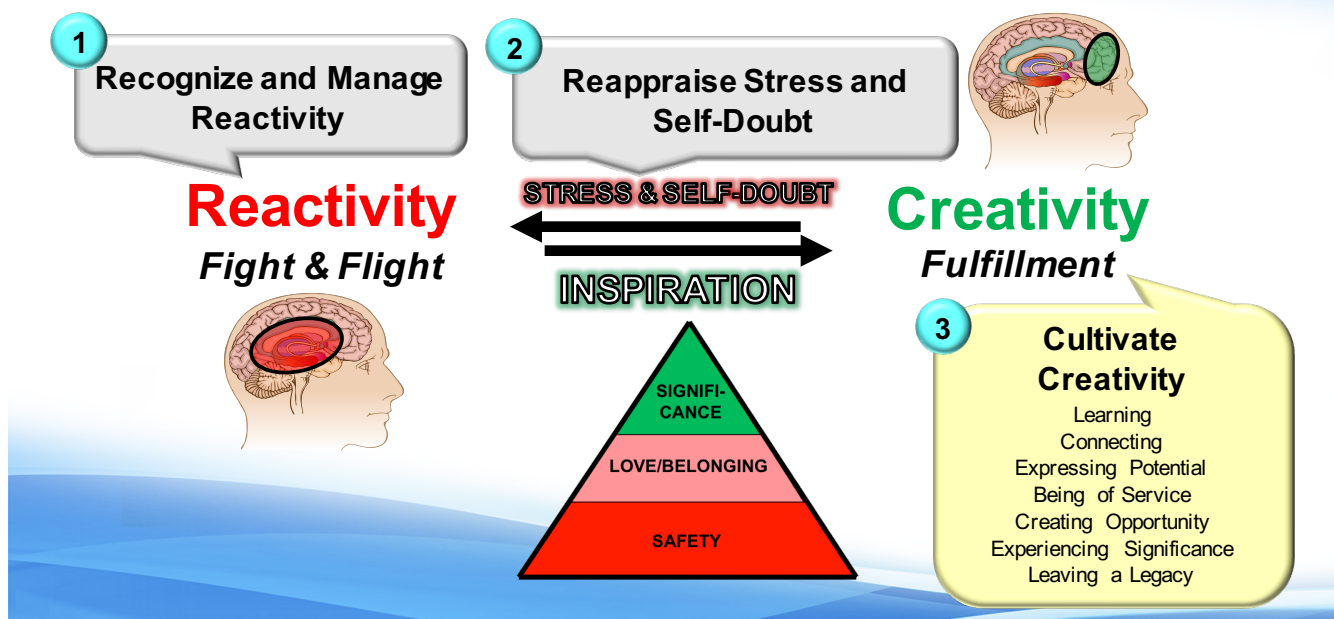 1
Recognize and Manage
Reactivity
2
Reappraise Stress and
Self-Doubt
Reactivity
Fight & Flight
STRESS & SELF-DOUBT
INSPIRATION
Creativity
Fulfillment
SIGNIFI-
CANCE
LOVE/BELONGING
SAFETY
3
Cultivate
Creativity
Learning
Connecting
Expressing Potential
Being of Service
Creating Opportunity
Experiencing Significance
Leaving a Legacy